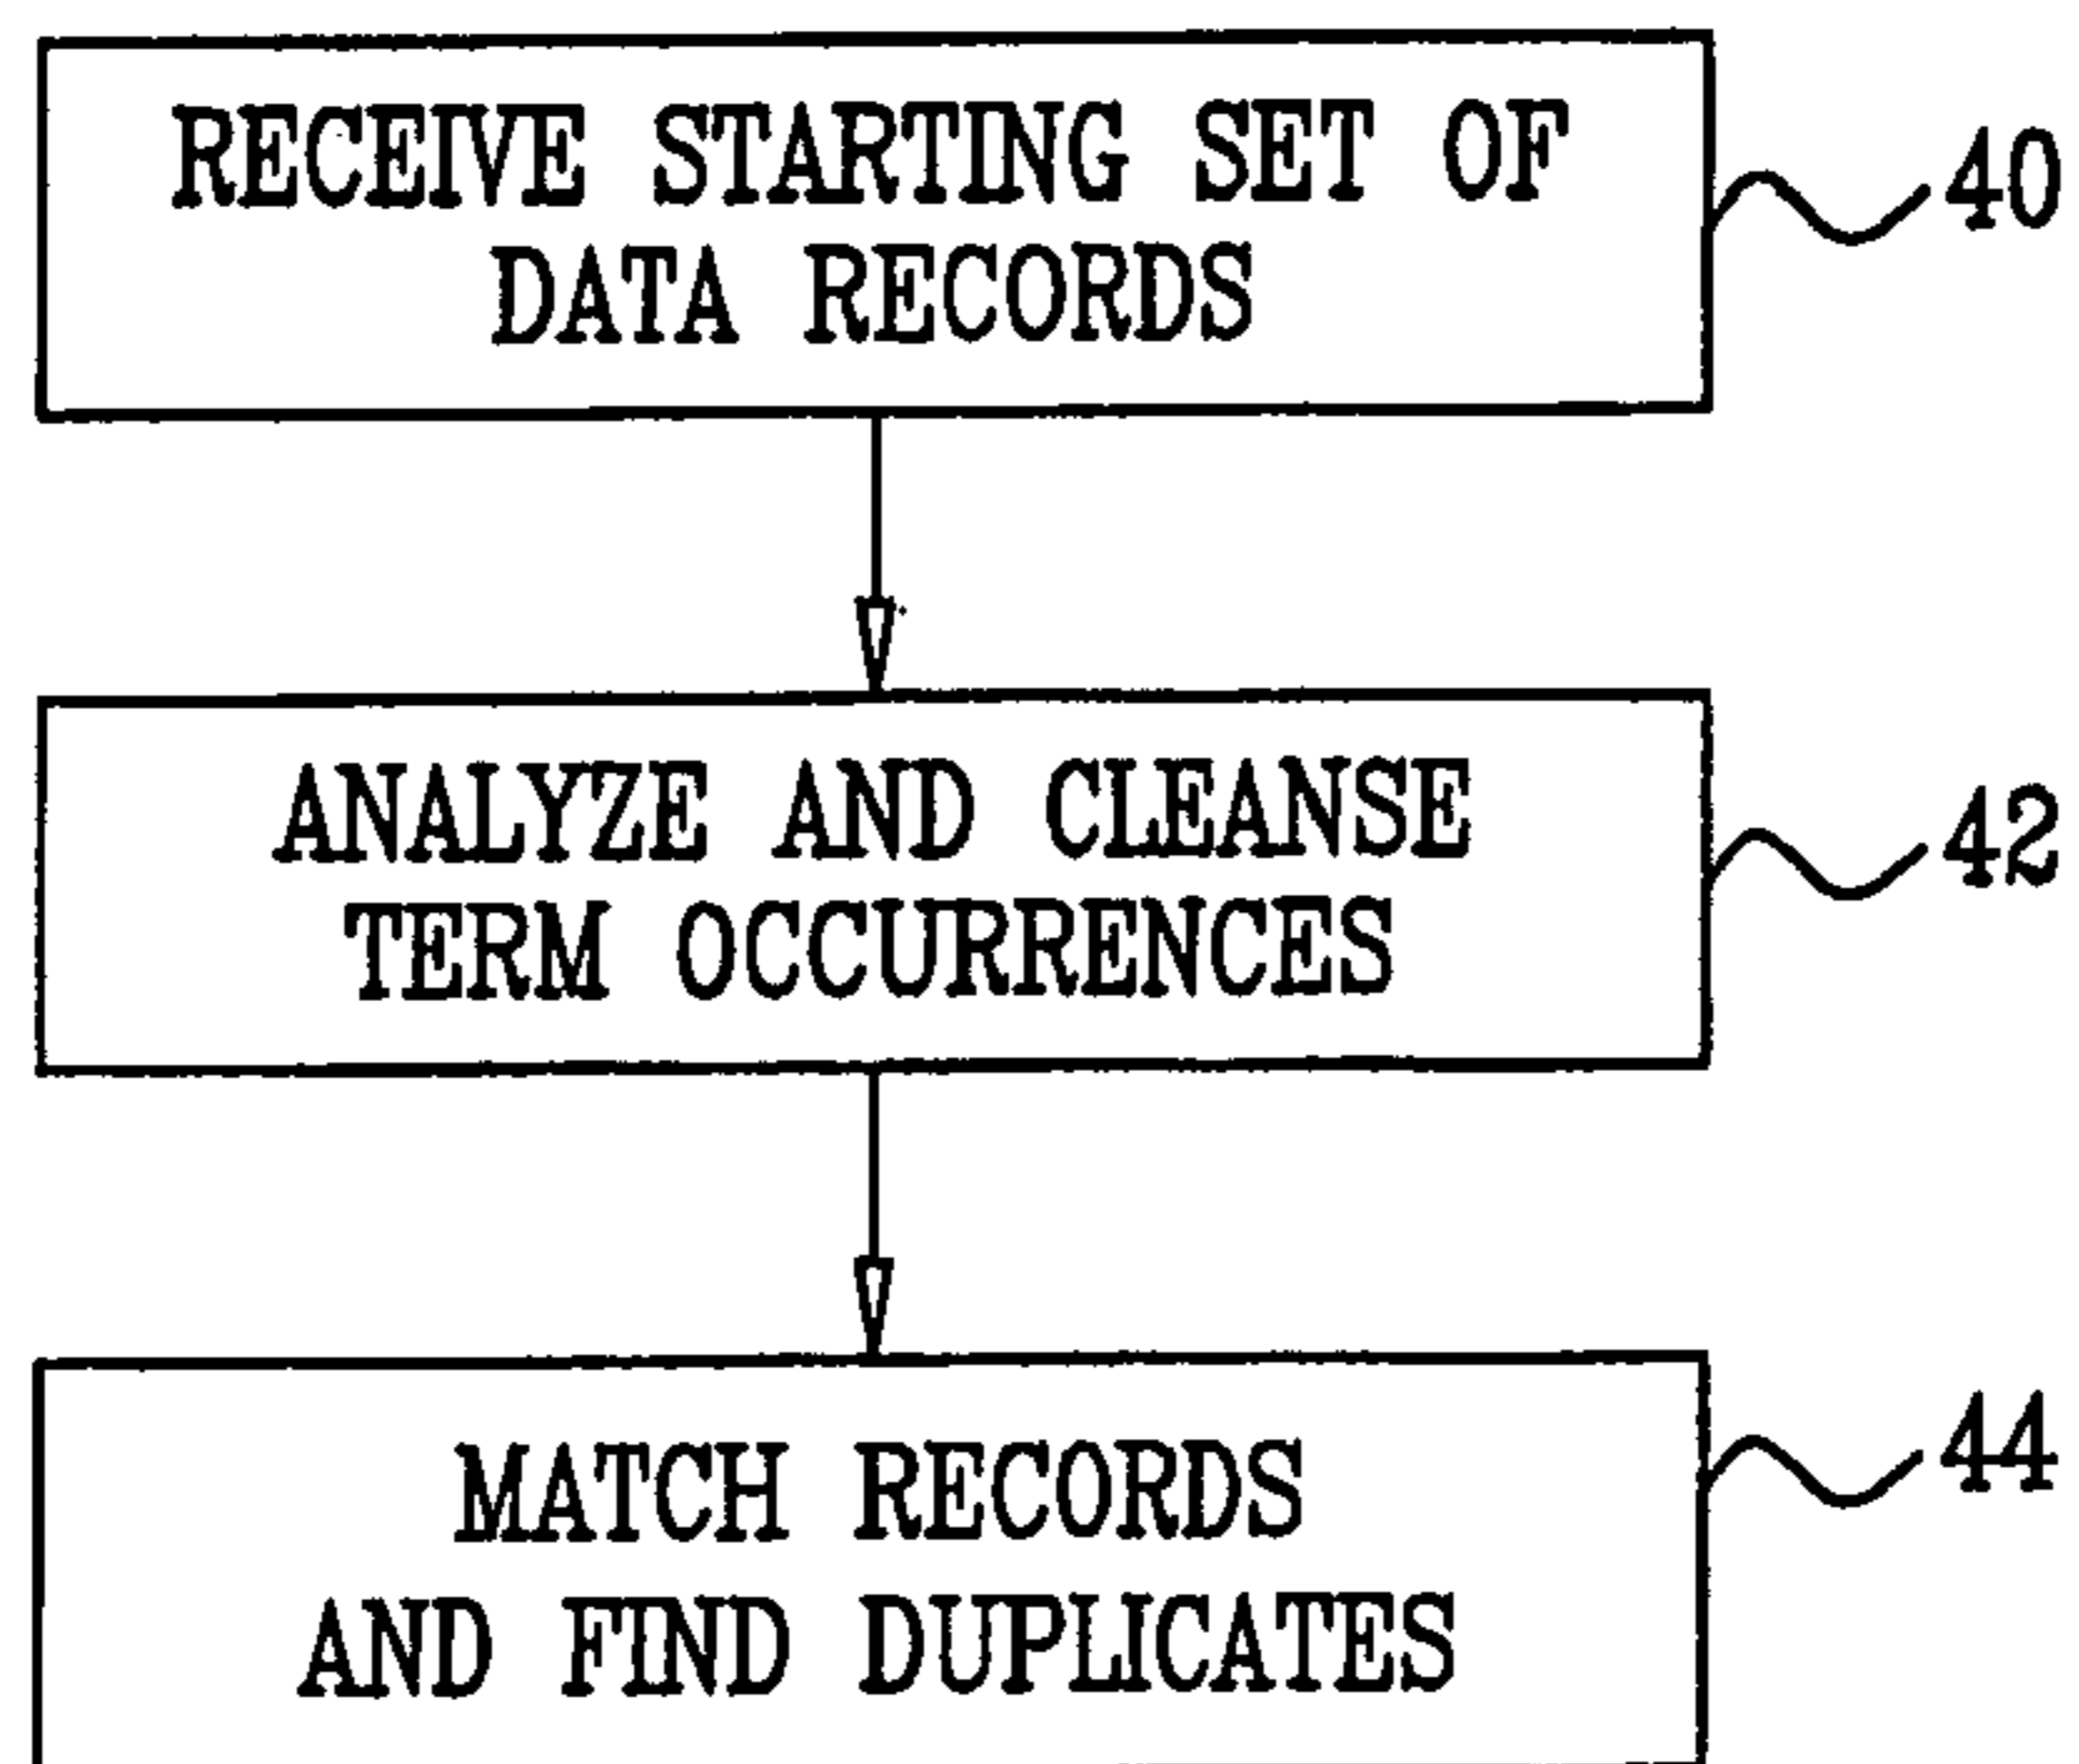 RECEIVE STARTING SET OF
DATA RECORDS
40
ANALYZE AND CLEANSE
TERM OCCURRENCES
42
MATCH RECORDS
AND FIND DUPLICATES
44